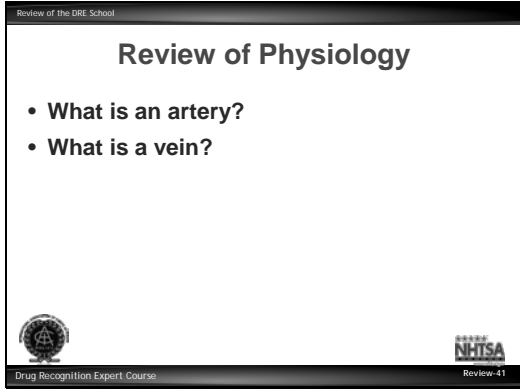 Review of the DRE School
Review of Physiology
• What is an artery?
• What is a vein?
NHTSA
Drug Recognition Expert Course
Review-41